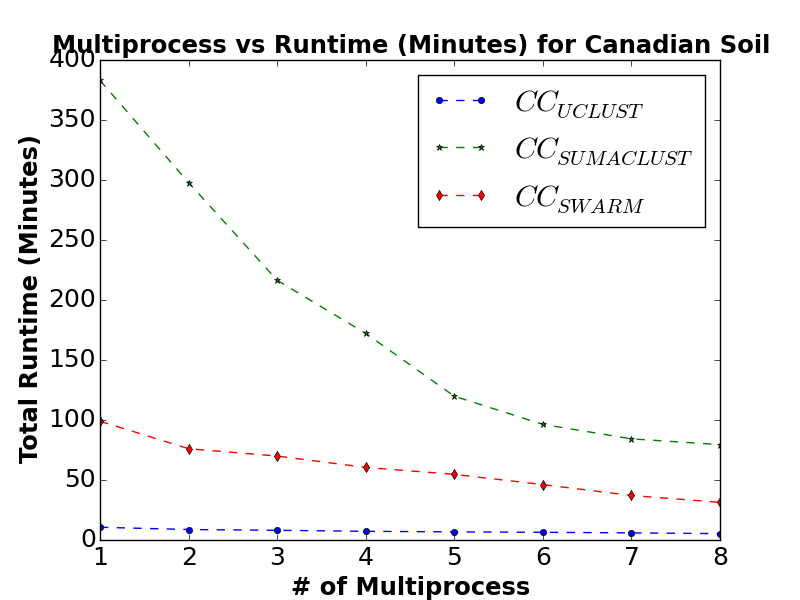 Multiprocess vs Runtime (Minutes) for Canadian Soil
400
350
300
250
200
150
100
50
0
Total Runtime (Minutes)
CC_UCLUST
CC_SUMACLUST
CC_SWARM
1 2 3 4 5 6 7 8
# of Multiprocess